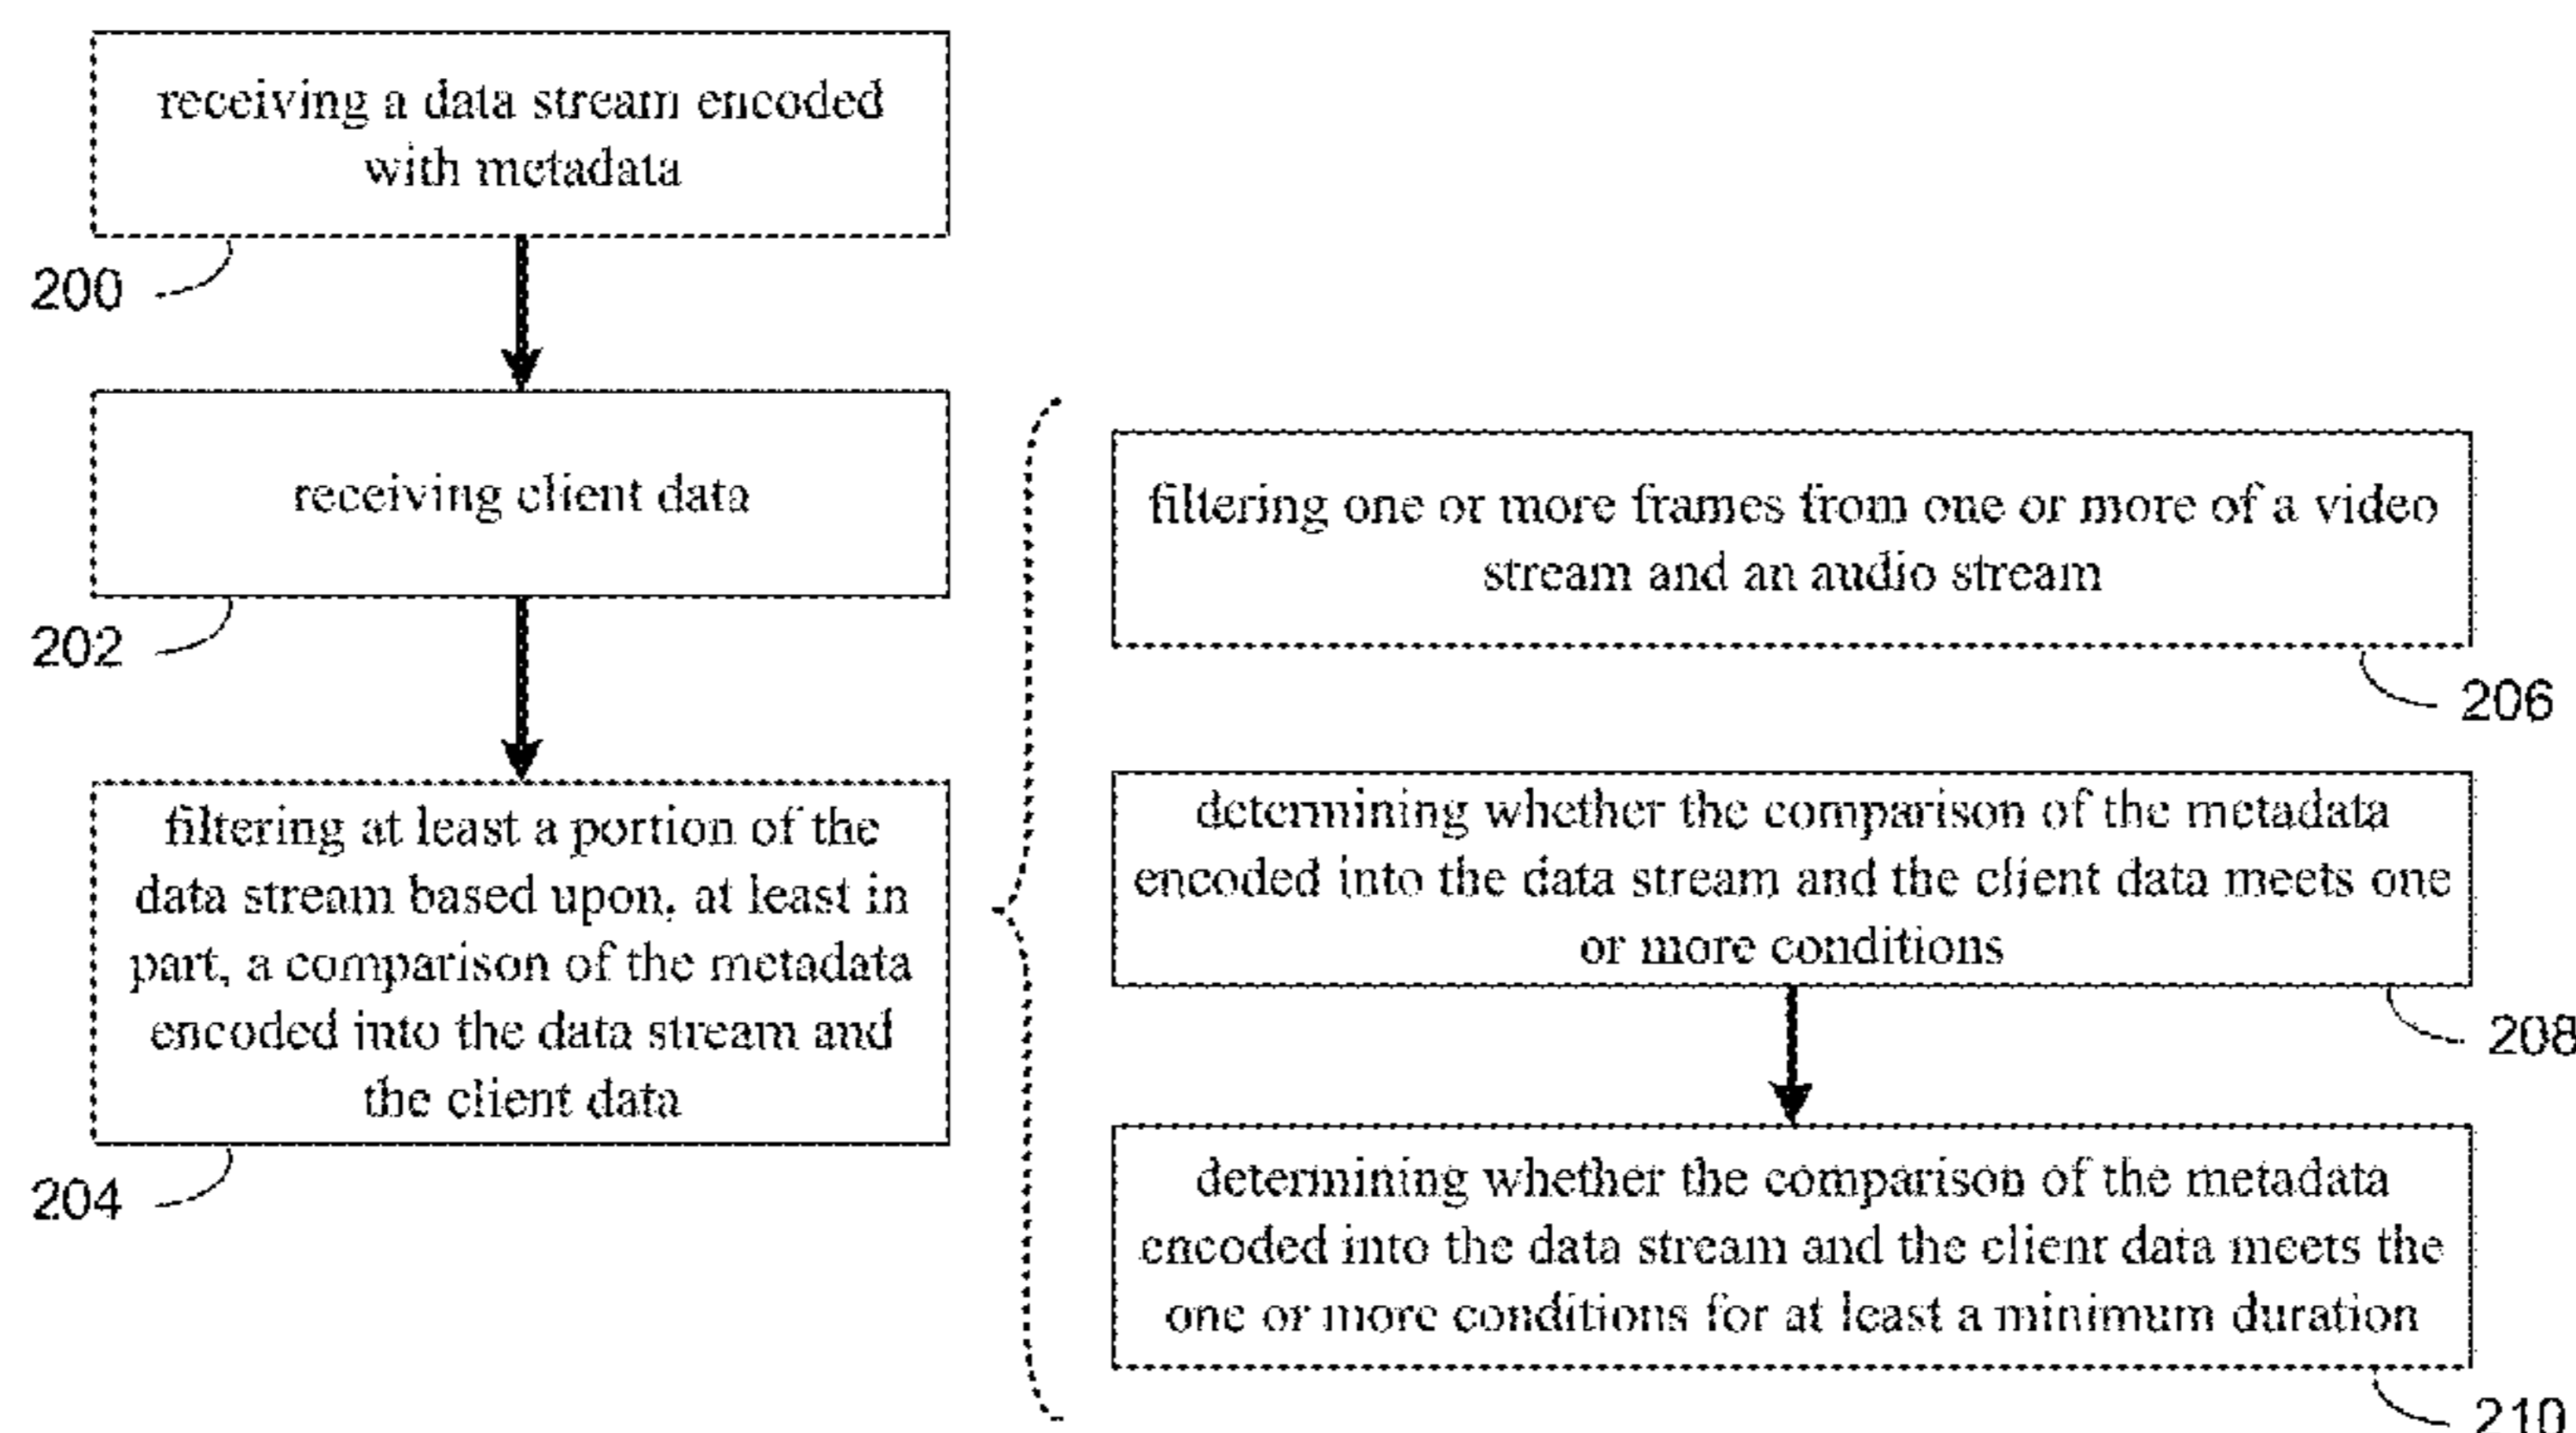 receiving a data stream encoded
with metadata
200
receiving client data
202
filtering at least a portion of the
data stream based upon, at least in
part, a comparison of the metadata
encoded into the data stream and
the client data
204
filtering one or more frames from one or more of a video
stream and an audio stream
206
determining whether the comparison of the metadata
encoded into the data stream and the client data meets one
or more conditions
208
determining whether the comparison of the metadata
encoded into the data stream and the client data meets the
one or more conditions for at least a minimum duration
210